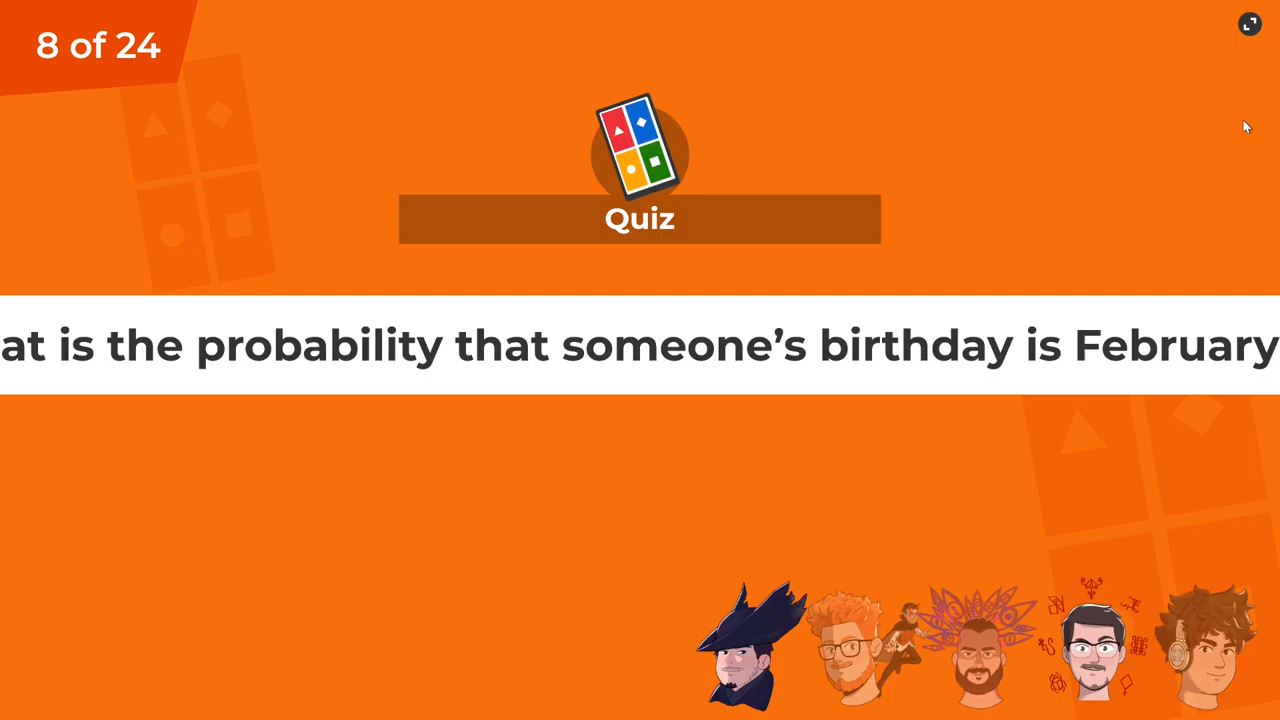 8 of 24
Quiz
at is the probability that someone’s birthday is February